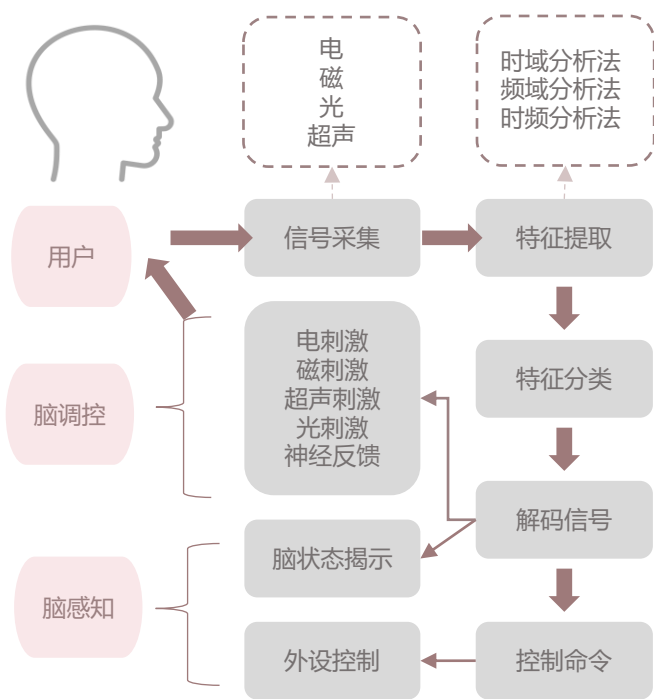 电
磁
光
超声
时域分析法
频域分析法
时频分析法
用户
信号采集
特征提取
电刺激
磁刺激
超声刺激
光刺激
神经反馈
特征分类
脑调控
解码信号
脑状态揭示
脑感知
外设控制
控制命令